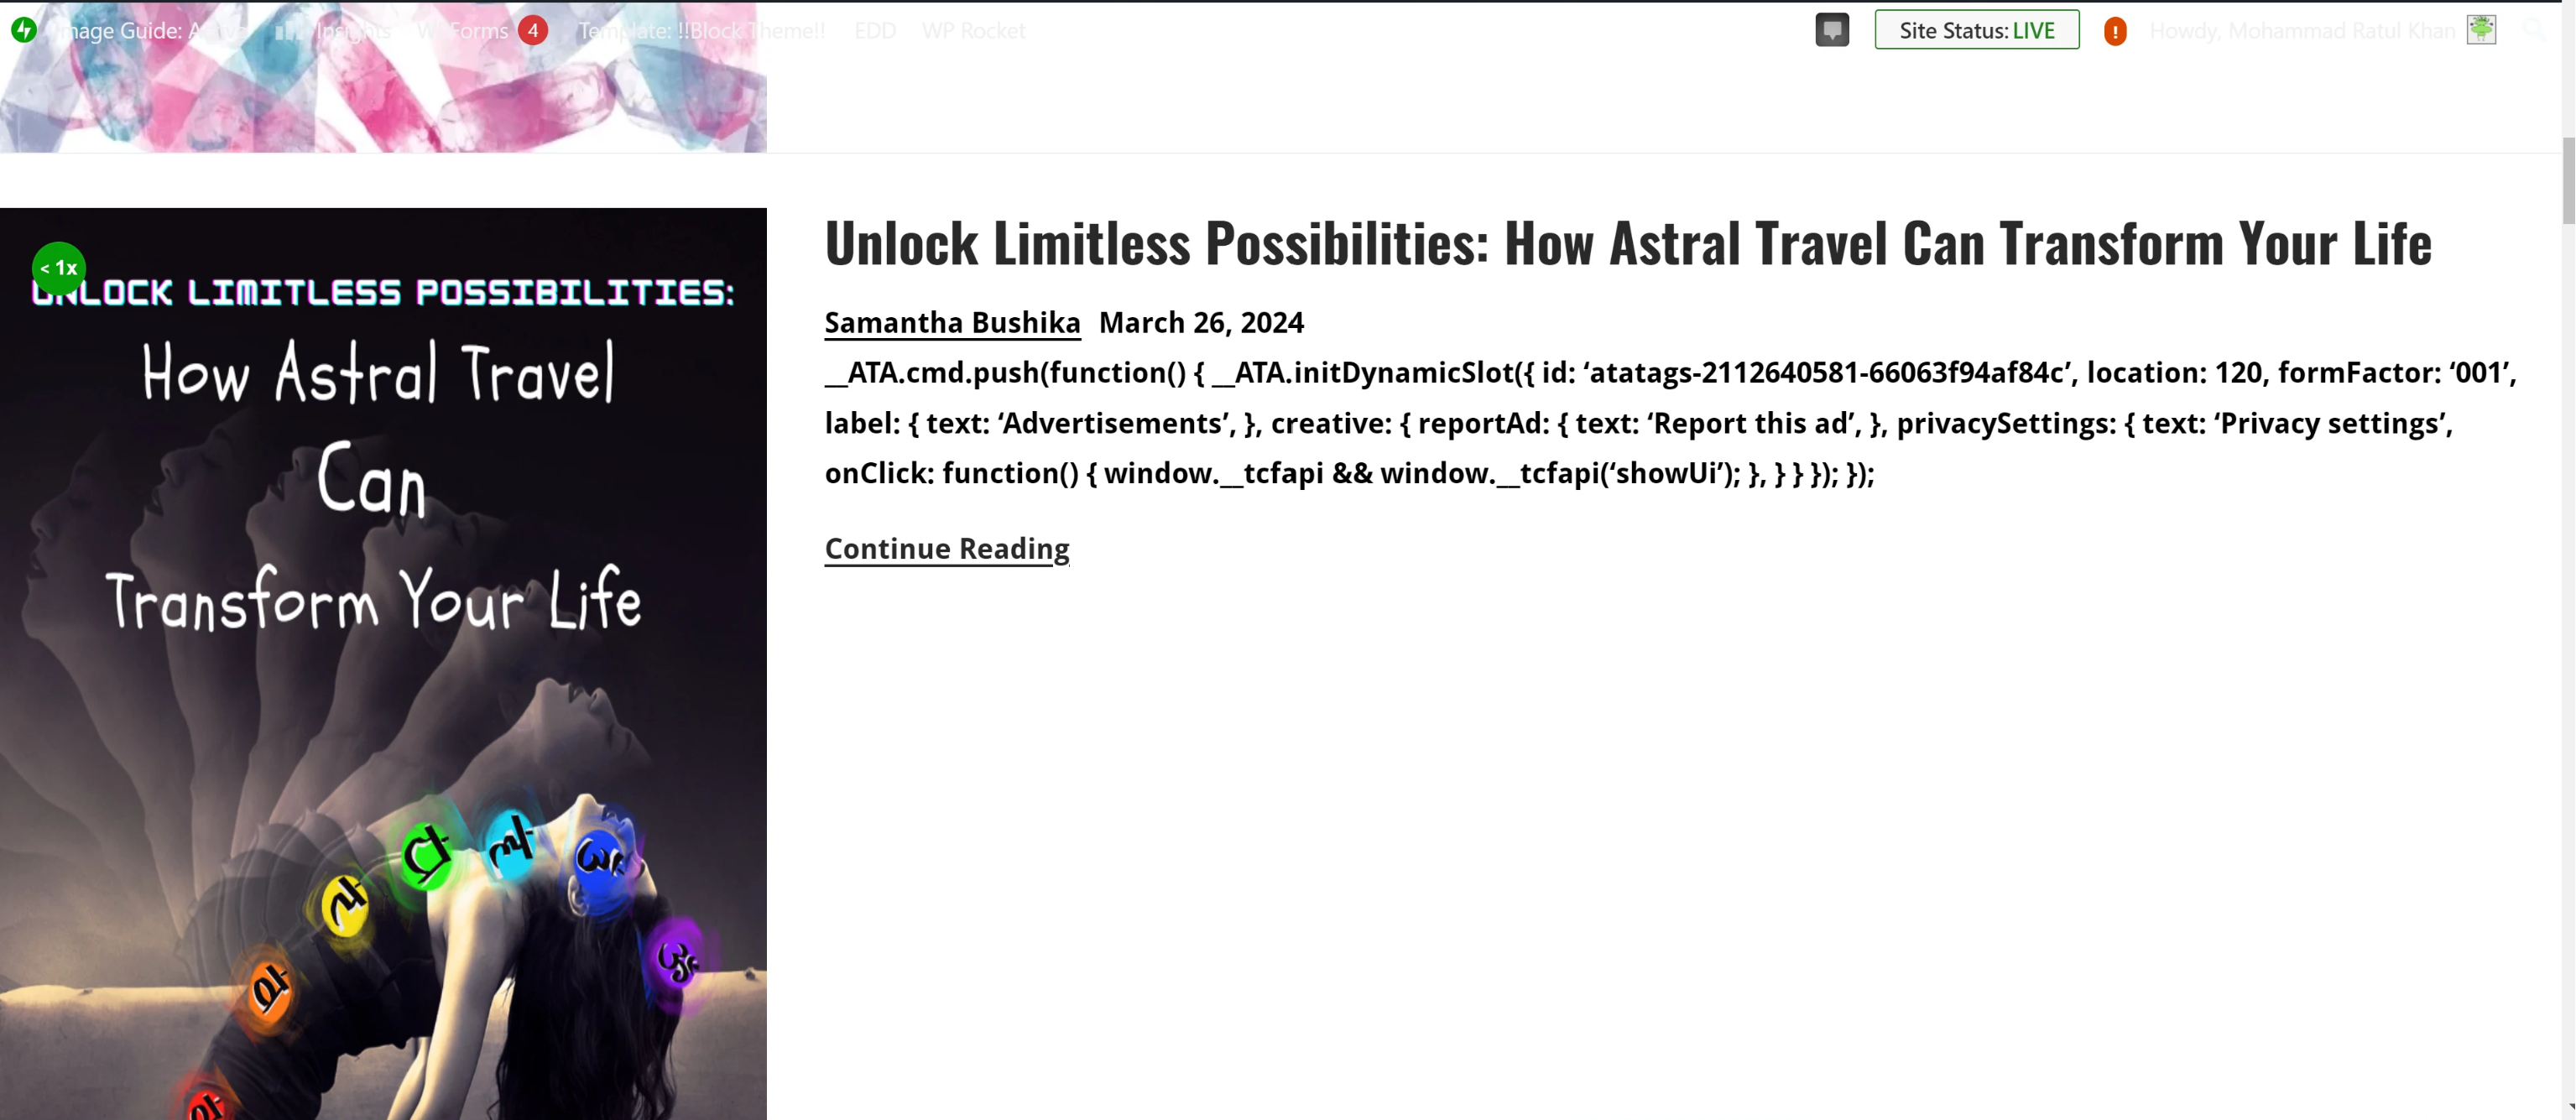 Image Guide: A
Insights
WPForms 4
Template: !!Block Theme!!
EDD
WP Rocket
Site Status: LIVE
!
Howdy, Mohammad Ratul Khan
< 1x
UNLOCK LIMITLESS POSSIBILITIES:
How Astral Travel
Can
Transform Your Life
Unlock Limitless Possibilities: How Astral Travel Can Transform Your Life
Samantha Bushika March 26, 2024
__ATA.cmd.push(function() { __ATA.initDynamicSlot({ id: ‘atatags-2112640581-66063f94af84c’, location: 120, formFactor: ‘001’,
label: { text: ‘Advertisements’, }, creative: { reportAd: { text: ‘Report this ad’, }, privacySettings: { text: ‘Privacy settings’,
onClick: function() { window.__tcfapi && window.__tcfapi(‘showUi’); }, } } }); });
Continue Reading